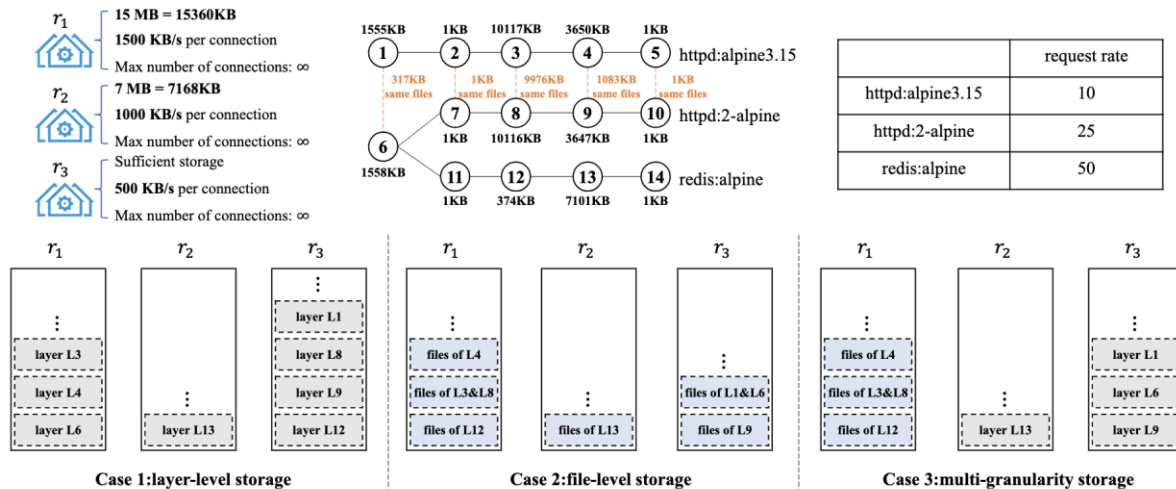 r1
15 MB = 15360KB
1500 KB/s per connection
Max number of connections: ∞
r2
7 MB = 7168KB
1000 KB/s per connection
Max number of connections: ∞
r3
Sufficient storage
500 KB/s per connection
Max number of connections: ∞
1555KB 1KB 10117KB 3650KB 1KB
1 2 3 4 5 httpd:alpine3.15
317KB same files
1KB same files
9976KB same files
1083KB same files
1KB same files
7 8 9 10 httpd:2-alpine
1KB 10116KB 3647KB 1KB
6
1558KB
11 12 13 14 redis:alpine
1KB 374KB 7101KB 1KB
request rate
httpd:alpine3.15 10
httpd:2-alpine 25
redis:alpine 50
r1 r2 r3
⋮
layer L3
layer L4
layer L6
⋮
layer L13
⋮
layer L1
layer L8
layer L9
layer L12
Case 1:layer-level storage
r1 r2 r3
⋮
files of L4
files of L3&L8
files of L12
⋮
files of L13
⋮
files of L1&L6
files of L9
Case 2:file-level storage
r1 r2 r3
⋮
files of L4
files of L3&L8
files of L12
⋮
layer L13
⋮
layer L1
layer L6
layer L9
Case 3:multi-granularity storage